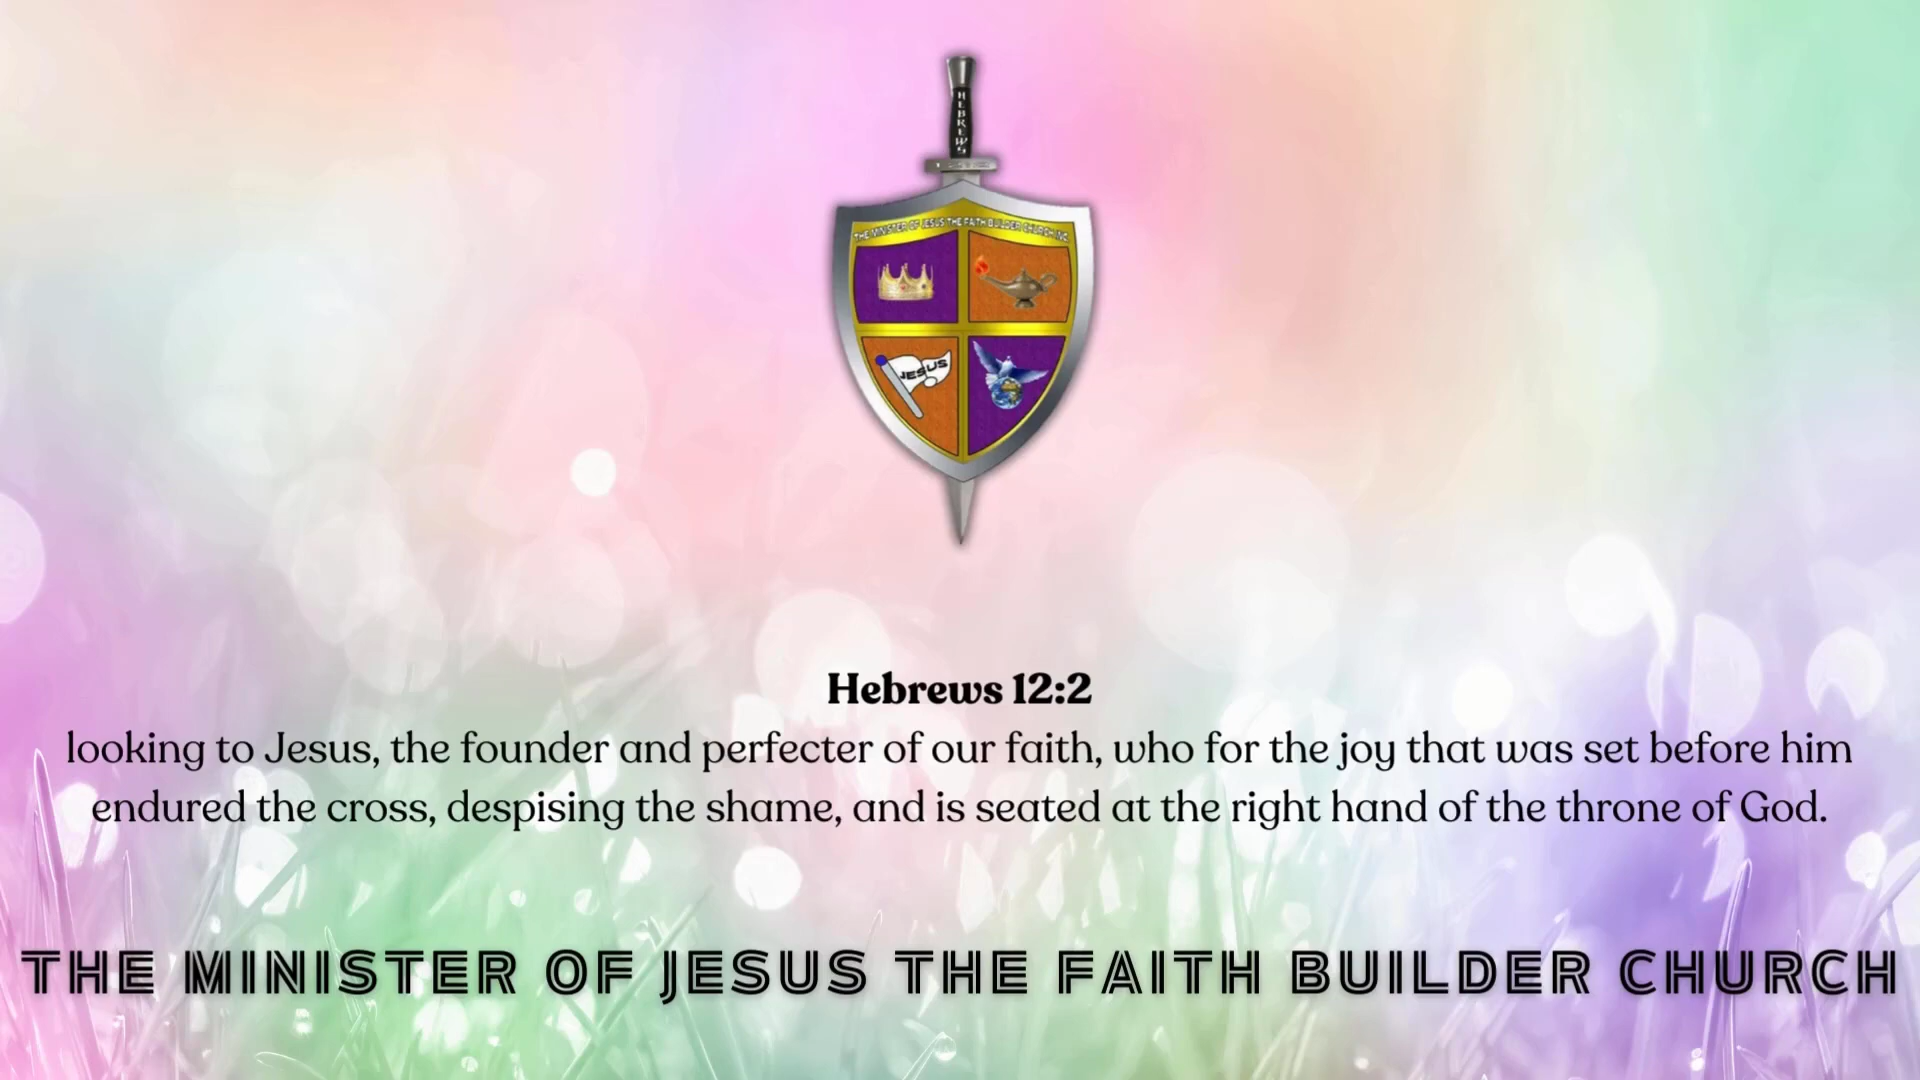 HEBREWS
THE MINISTER OF JESUS THE FAITH BUILDER CHURCH INC.
JESUS
Hebrews 12:2
looking to Jesus, the founder and perfecter of our faith, who for the joy that was set before him
endured the cross, despising the shame, and is seated at the right hand of the throne of God.
THE MINISTER OF JESUS THE FAITH BUILDER CHURCH